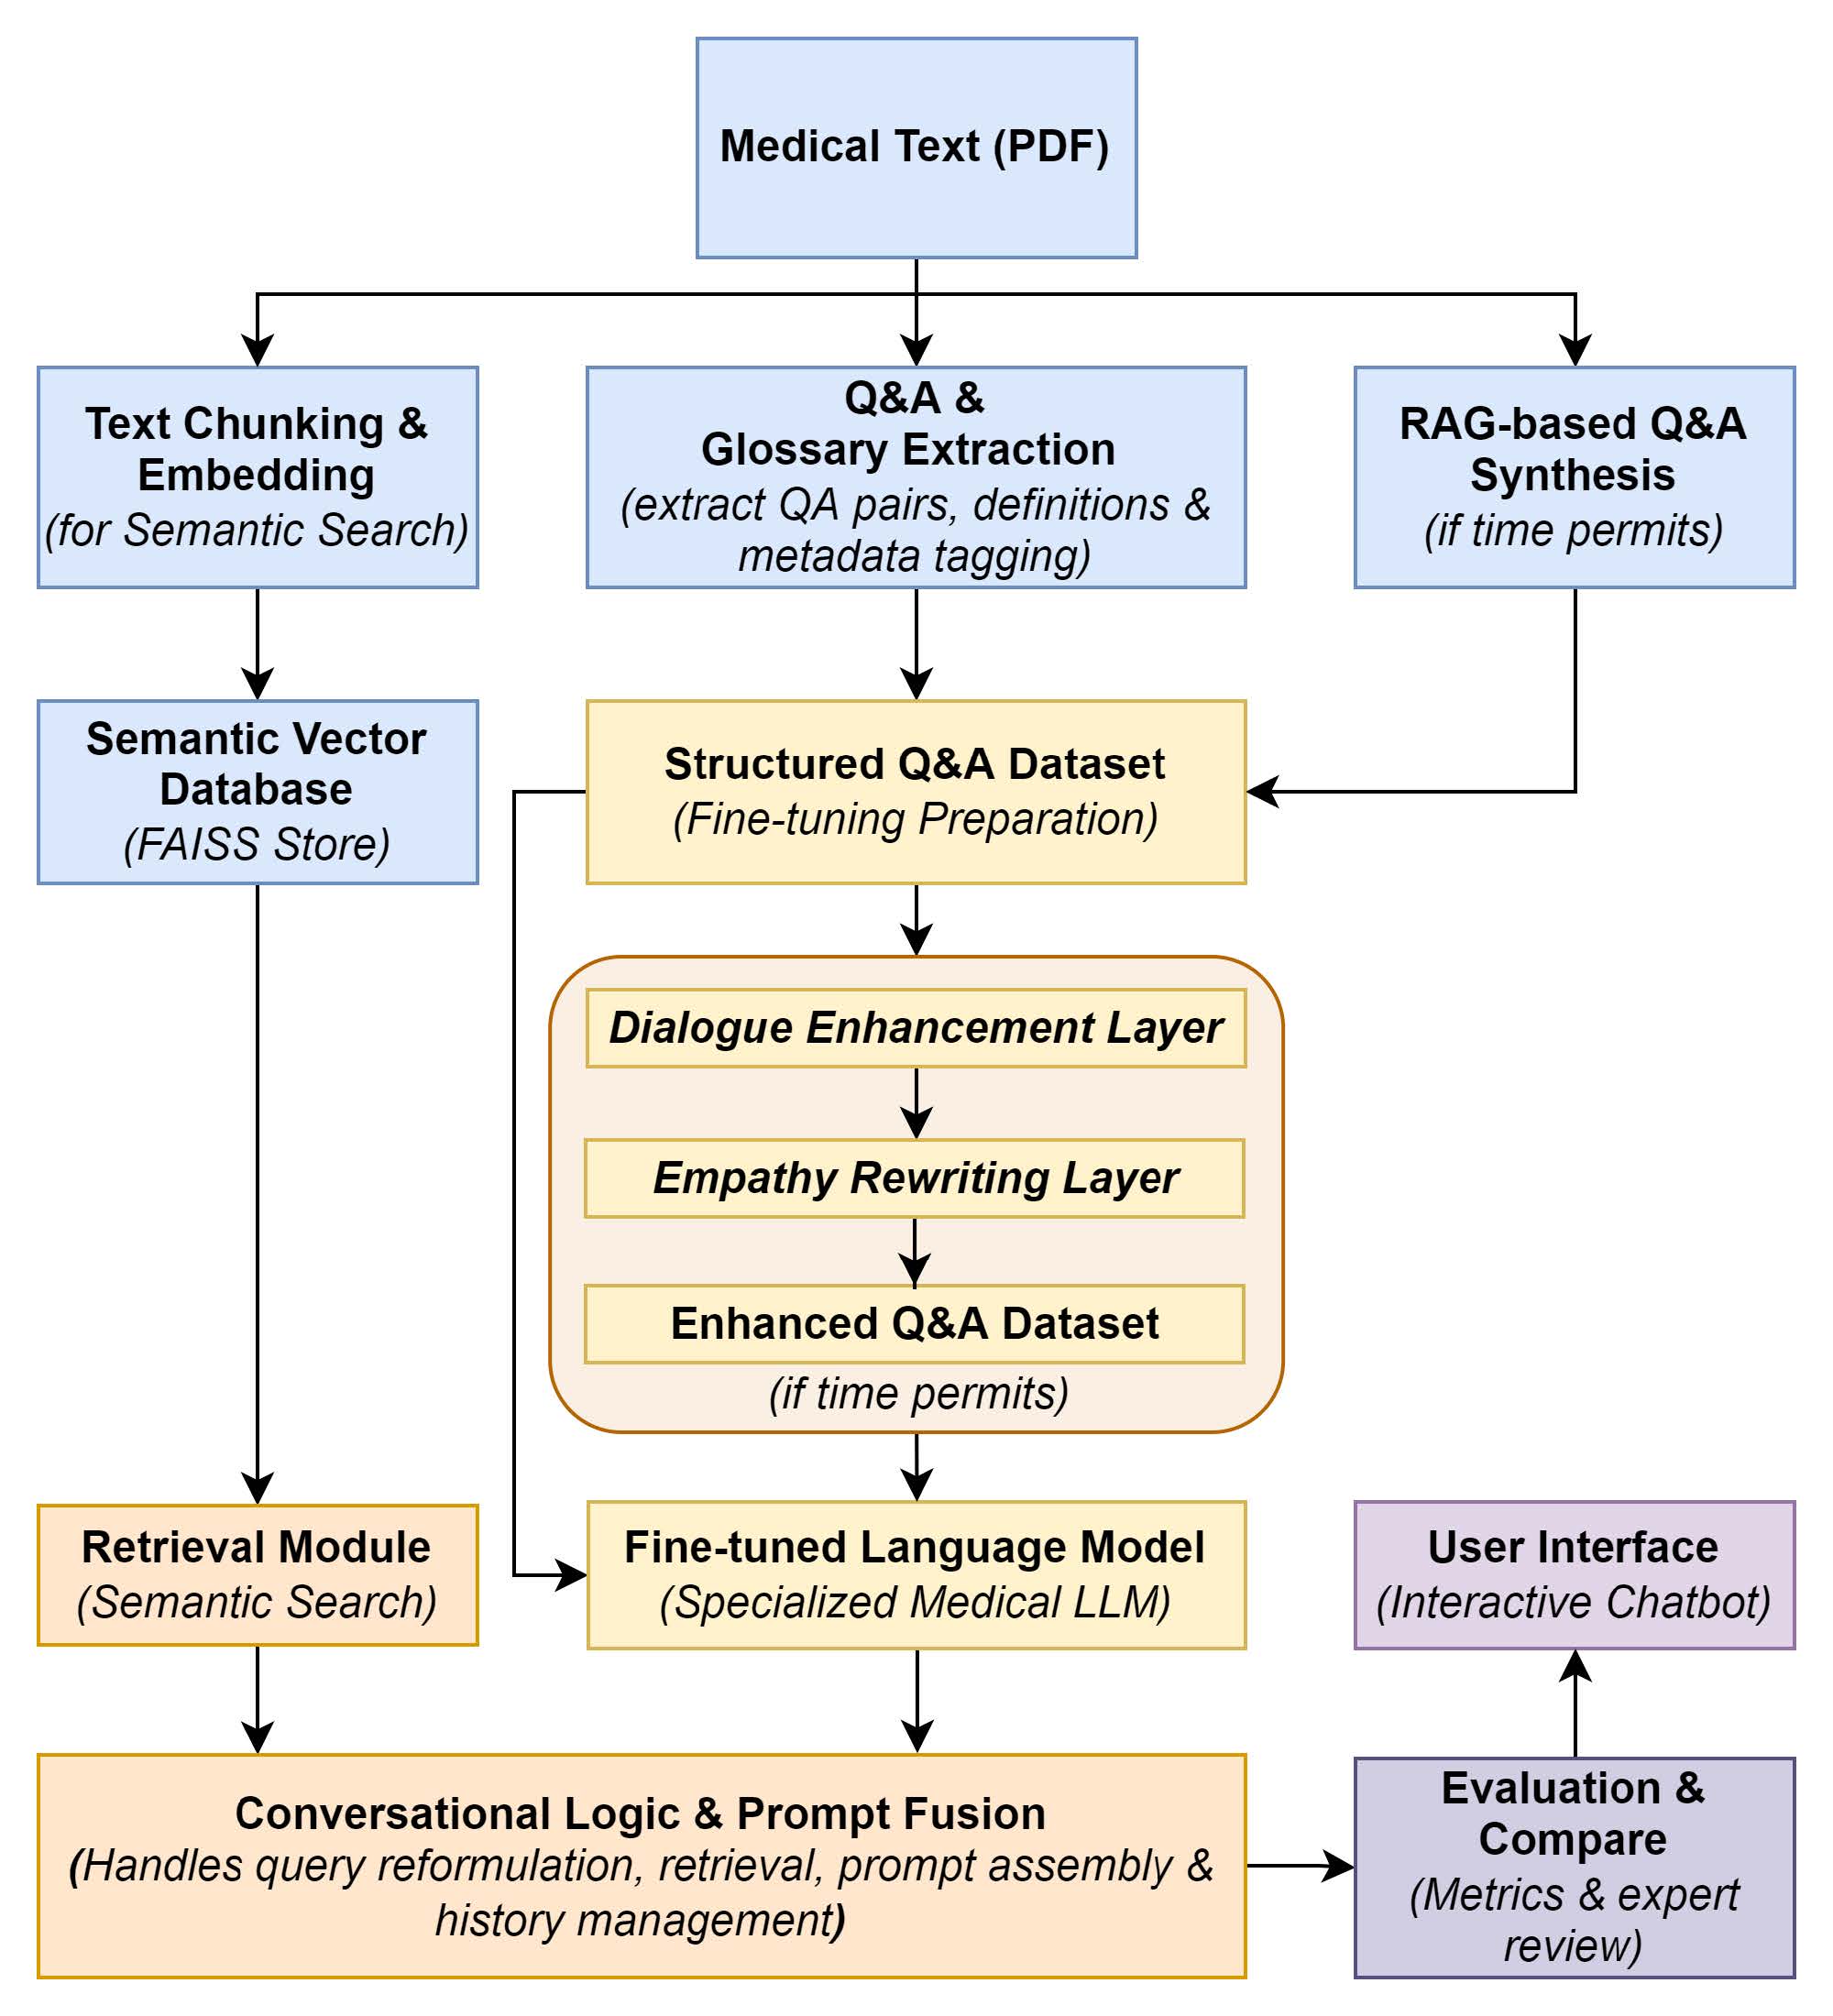 Medical Text (PDF)
Text Chunking &
Embedding
(for Semantic Search)
Q&A &
Glossary Extraction
(extract QA pairs, definitions &
metadata tagging)
RAG-based Q&A
Synthesis
(if time permits)
Semantic Vector
Database
(FAISS Store)
Structured Q&A Dataset
(Fine-tuning Preparation)
Dialogue Enhancement Layer
Empathy Rewriting Layer
Enhanced Q&A Dataset
(if time permits)
Retrieval Module
(Semantic Search)
Fine-tuned Language Model
(Specialized Medical LLM)
User Interface
(Interactive Chatbot)
Conversational Logic & Prompt Fusion
(Handles query reformulation, retrieval, prompt assembly &
history management)
Evaluation &
Compare
(Metrics & expert
review)